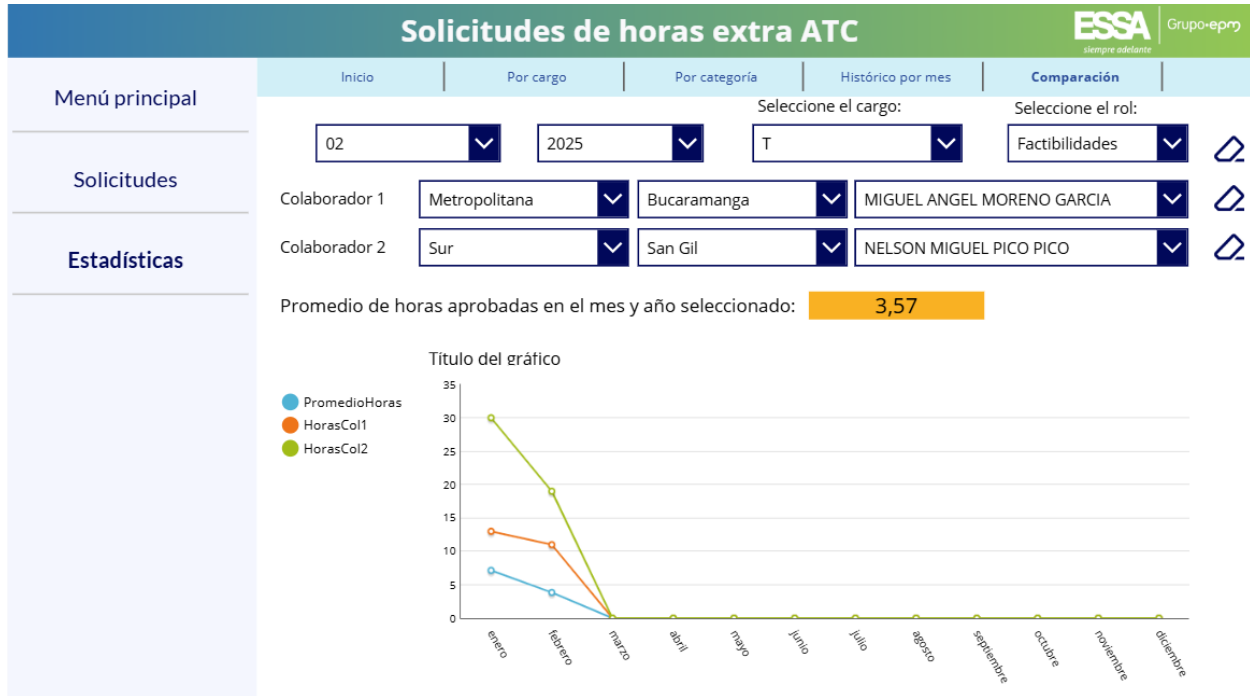 Solicitudes de horas extra ATC
ESSA
siempre adelante
Grupo•epm
Menú principal
Solicitudes
Estadísticas
Inicio
Por cargo
Por categoría
Histórico por mes
Comparación
Seleccione el cargo:
Seleccione el rol:
02
2025
T
Factibilidades
Colaborador 1
Metropolitana
Bucaramanga
MIGUEL ANGEL MORENO GARCIA
Colaborador 2
Sur
San Gil
NELSON MIGUEL PICO PICO
Promedio de horas aprobadas en el mes y año seleccionado:
3,57
Título del gráfico
PromedioHoras
HorasCol1
HorasCol2
35
30
25
20
15
10
5
0
enero
febrero
marzo
abril
mayo
junio
julio
agosto
septiembre
octubre
noviembre
diciembre